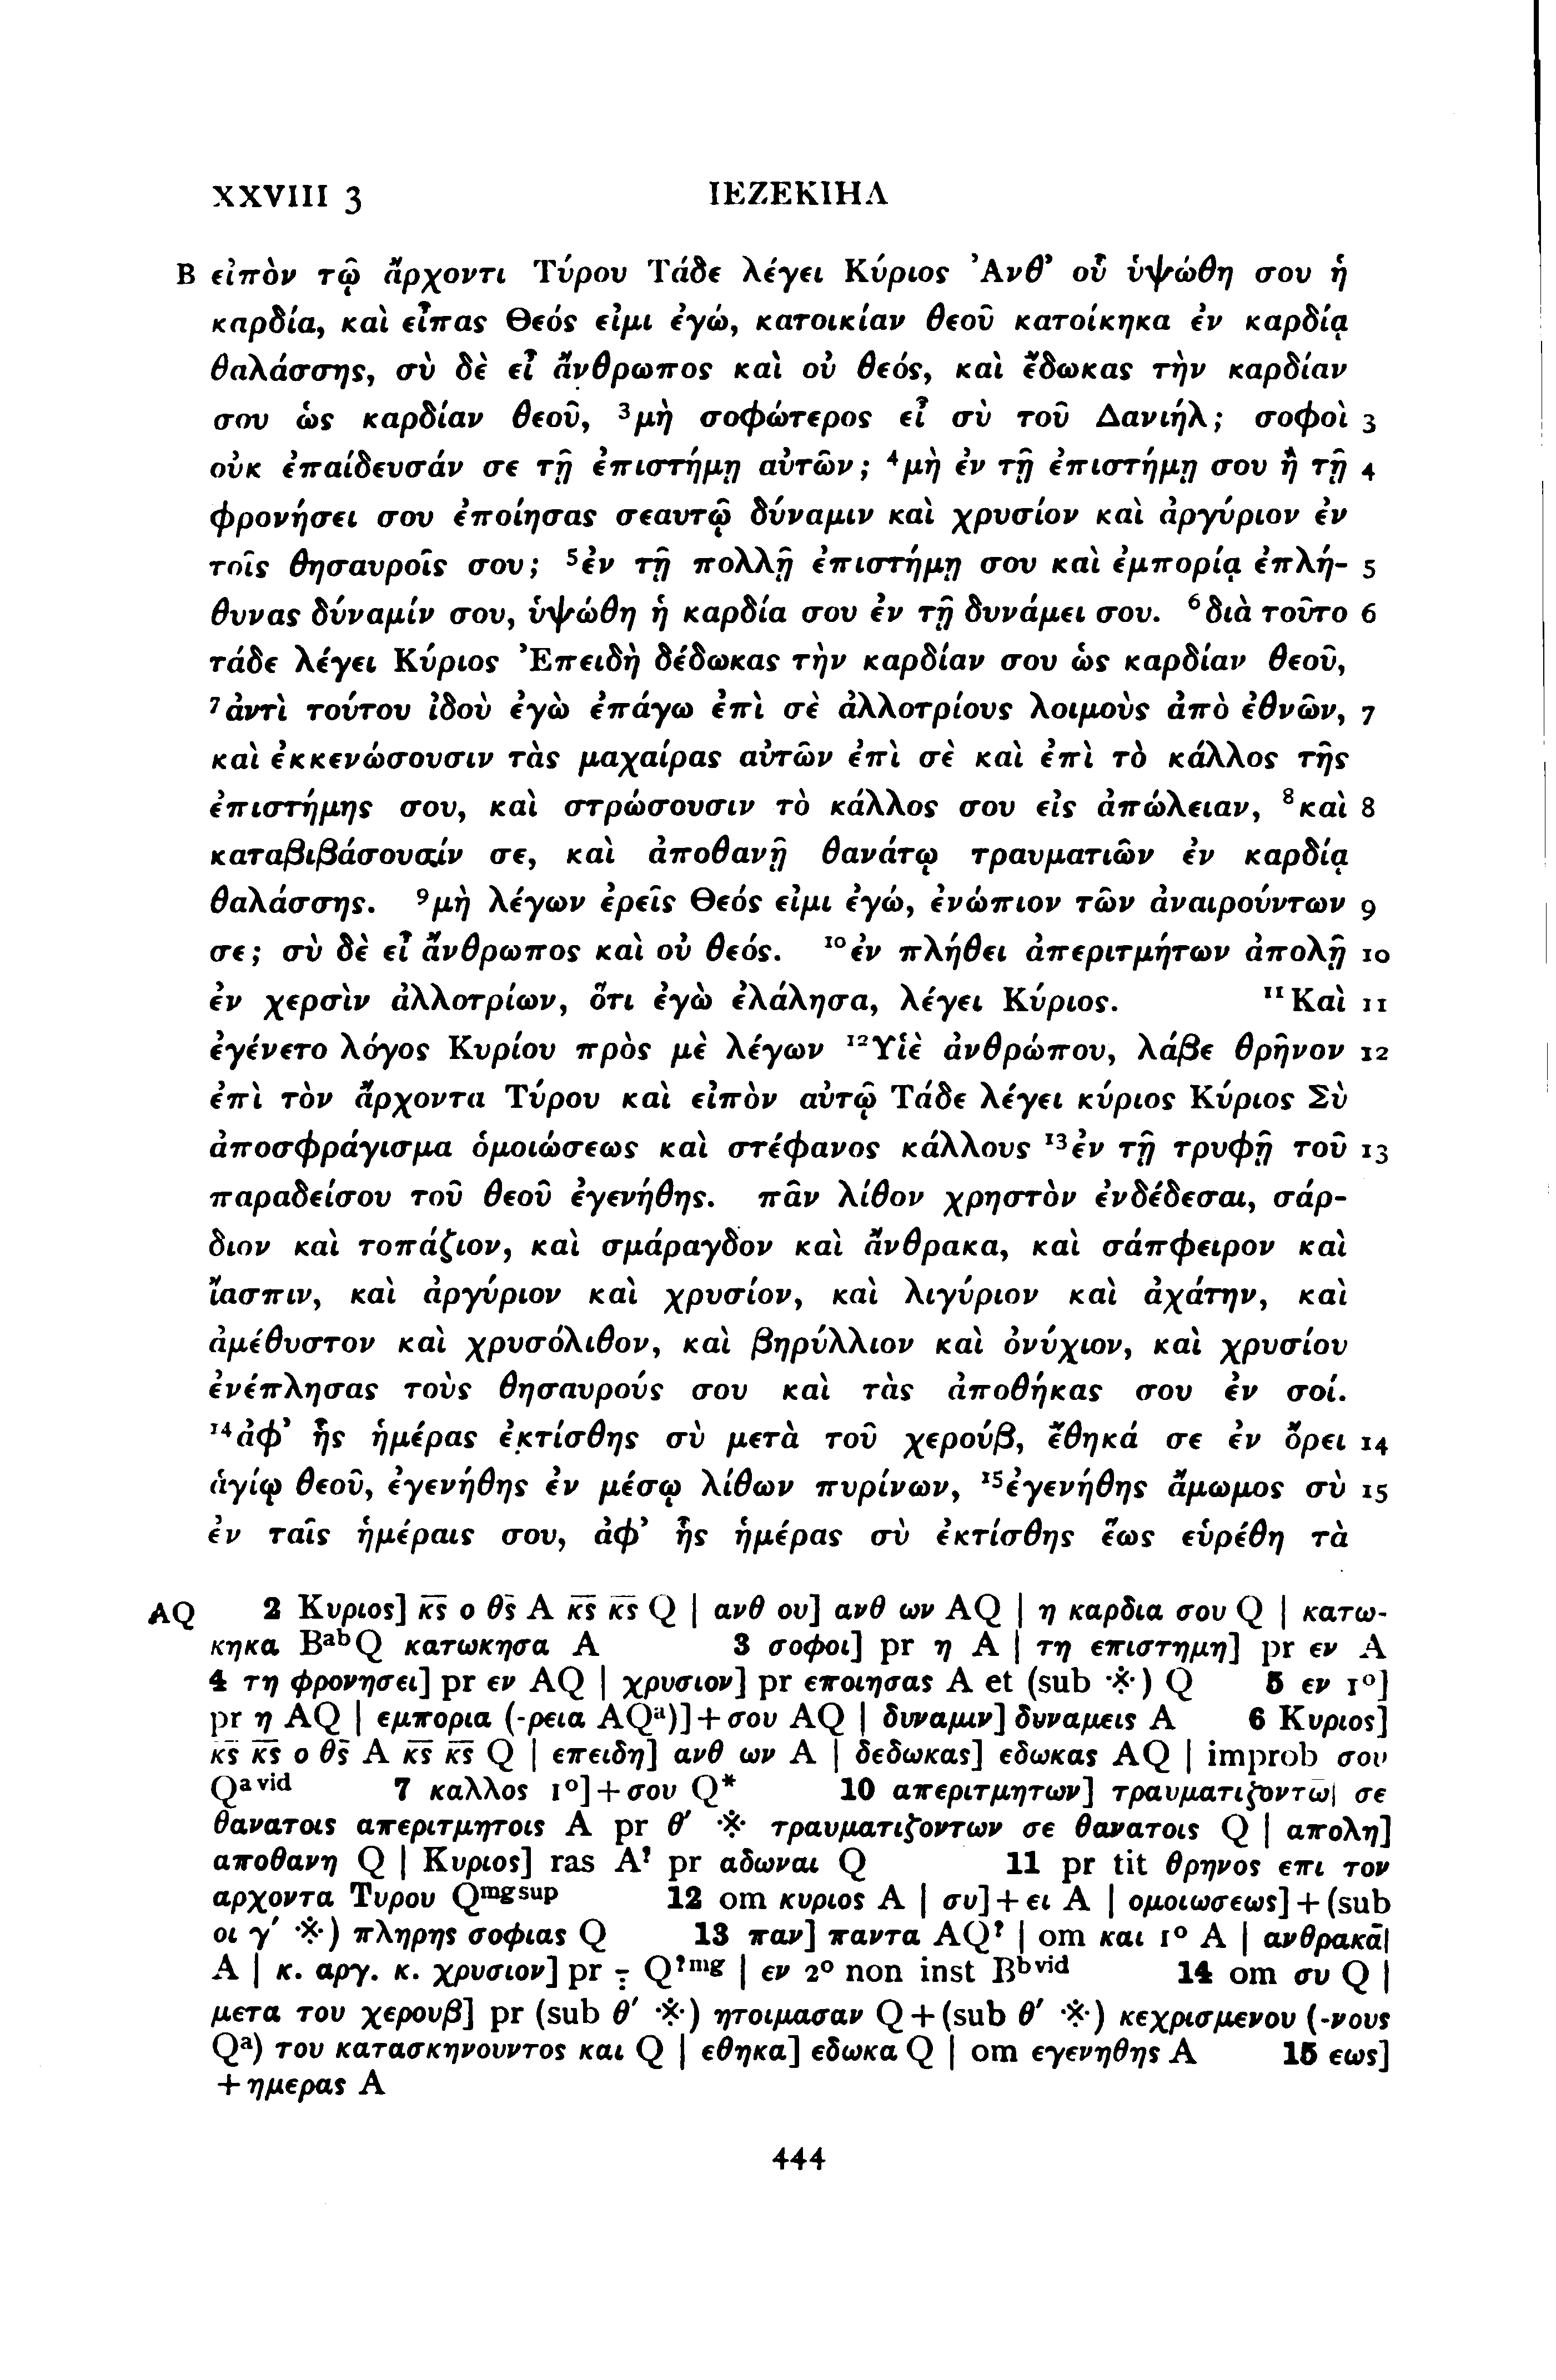 XXVIII 3 ΙΕΖΕΚΙΗΛ
B εἰπὸν τῷ ἄρχοντι Τύρου Τάδε λέγει Κύριος Ἀνθ’ οὗ ὑψώθη σου ἡ
καρδία, καὶ εἶπας Θεός εἰμι ἐγώ, κατοικίαν θεοῦ κατοίκηκα ἐν καρδίᾳ
θαλάσσης, σὺ δὲ εἶ ἄνθρωπος καὶ οὐ θεός, καὶ ἔδωκας τὴν καρδίαν
σου ὡς καρδίαν θεοῦ, ³μὴ σοφώτερος εἶ σὺ τοῦ Δανιήλ; σοφοὶ 3
οὐκ ἐπαίδευσάν σε τῇ ἐπιστήμῃ αὐτῶν; ⁴μὴ ἐν τῇ ἐπιστήμῃ σου ἢ τῇ 4
φρονήσει σου ἐποίησας σεαυτῷ δύναμιν καὶ χρυσίον καὶ ἀργύριον ἐν
τοῖς θησαυροῖς σου; ⁵ἐν τῇ πολλῇ ἐπιστήμῃ σου καὶ ἐμπορίᾳ ἐπλή- 5
θυνας δύναμίν σου, ὑψώθη ἡ καρδία σου ἐν τῇ δυνάμει σου. ⁶διὰ τοῦτο 6
τάδε λέγει Κύριος Ἐπειδὴ δέδωκας τὴν καρδίαν σου ὡς καρδίαν θεοῦ,
⁷ἀντὶ τούτου ἰδοὺ ἐγὼ ἐπάγω ἐπὶ σὲ ἀλλοτρίους λοιμοὺς ἀπὸ ἐθνῶν, 7
καὶ ἐκκενώσουσιν τὰς μαχαίρας αὐτῶν ἐπὶ σὲ καὶ ἐπὶ τὸ κάλλος τῆς
ἐπιστήμης σου, καὶ στρώσουσιν τὸ κάλλος σου εἰς ἀπώλειαν, ⁸καὶ 8
καταβιβάσουσίν σε, καὶ ἀποθανῇ θανάτῳ τραυματιῶν ἐν καρδίᾳ
θαλάσσης. ⁹μὴ λέγων ἐρεῖς Θεός εἰμι ἐγώ, ἐνώπιον τῶν ἀναιρούντων 9
σε; σὺ δὲ εἶ ἄνθρωπος καὶ οὐ θεός. ¹⁰ἐν πλήθει ἀπεριτμήτων ἀπολῇ 10
ἐν χερσὶν ἀλλοτρίων, ὅτι ἐγὼ ἐλάλησα, λέγει Κύριος. ¹¹Καὶ 11
ἐγένετο λόγος Κυρίου πρὸς μὲ λέγων ¹²Υἱὲ ἀνθρώπου, λάβε θρῆνον 12
ἐπὶ τὸν ἄρχοντα Τύρου καὶ εἰπὸν αὐτῷ Τάδε λέγει κύριος Κύριος Σὺ
ἀποσφράγισμα ὁμοιώσεως καὶ στέφανος κάλλους ¹³ἐν τῇ τρυφῇ τοῦ 13
παραδείσου τοῦ θεοῦ ἐγενήθης. πᾶν λίθον χρηστὸν ἐνδέδεσαι, σάρ-
διον καὶ τοπάζιον, καὶ σμάραγδον καὶ ἄνθρακα, καὶ σάπφειρον καὶ
ἴασπιν, καὶ ἀργύριον καὶ χρυσίον, καὶ λιγύριον καὶ ἀχάτην, καὶ
ἀμέθυστον καὶ χρυσόλιθον, καὶ βηρύλλιον καὶ ὀνύχιον, καὶ χρυσίου
ἐνέπλησας τοὺς θησαυρούς σου καὶ τὰς ἀποθήκας σου ἐν σοί.
¹⁴ἀφ’ ἧς ἡμέρας ἐκτίσθης σὺ μετὰ τοῦ χερούβ, ἔθηκά σε ἐν ὄρει 14
ἁγίῳ θεοῦ, ἐγενήθης ἐν μέσῳ λίθων πυρίνων, ¹⁵ἐγενήθης ἄμωμος σὺ 15
ἐν ταῖς ἡμέραις σου, ἀφ’ ἧς ἡμέρας σὺ ἐκτίσθης ἕως εὑρέθη τὰ
AQ 2 Κυριος] κ̅ς̅ ο θ̅ς̅ A κ̅ς̅ κ̅ς̅ Q | ανθ ου] ανθ ων AQ | η καρδια σου Q | κατω-
κηκα Bᵃᵇ Q κατωκησα A 3 σοφοι] pr η A | τη επιστημη] pr εν A
4 τη φρονησει] pr εν AQ | χρυσιον] pr εποιησας A et (sub ※) Q 5 εν 1°]
pr η AQ | εμπορια (-ρεια AQᵃ)]+σου AQ | δυναμιν] δυναμεις A 6 Κυριος]
κ̅ς̅ κ̅ς̅ ο θ̅ς̅ A κ̅ς̅ κ̅ς̅ Q | επειδη] ανθ ων A | δεδωκας] εδωκας AQ | improb σου
Qᵃ ᵛⁱᵈ 7 καλλος 1°]+σου Q* 10 απεριτμητων] τραυματιζοντω̅| σε
θανατοις απεριτμητοις A pr θ′ ※ τραυματιζοντων σε θανατοις Q | απολη]
αποθανη Q | Κυριος] ras A? pr αδωναι Q 11 pr tit θρηνος επι τον
αρχοντα Τυρου Qᵐᵍ ˢᵘᵖ 12 om κυριος A | συ]+ει A | ομοιωσεως]+(sub
οι γ′ ※) πληρης σοφιας Q 13 παν] παντα AQ? | om και 1° A | ανθρακα̅|
A | κ. αργ. κ. χρυσιον] pr ÷ Q?ᵐᵍ | εν 2° non inst Bᵇ ᵛⁱᵈ 14 om συ Q |
μετα του χερουβ] pr (sub θ′ ※) ητοιμασαν Q+(sub θ′ ※) κεχρισμενου (-νους
Qᵃ) του κατασκηνουντος και Q | εθηκα] εδωκα Q | om εγενηθης A 15 εως]
+ημερας A
444